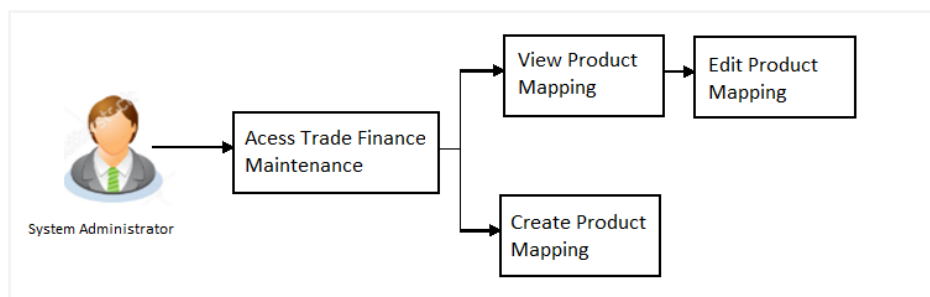 View Product
Mapping
Edit Product
Mapping
Acess Trade Finance
Maintenance
System Administrator
Create Product
Mapping